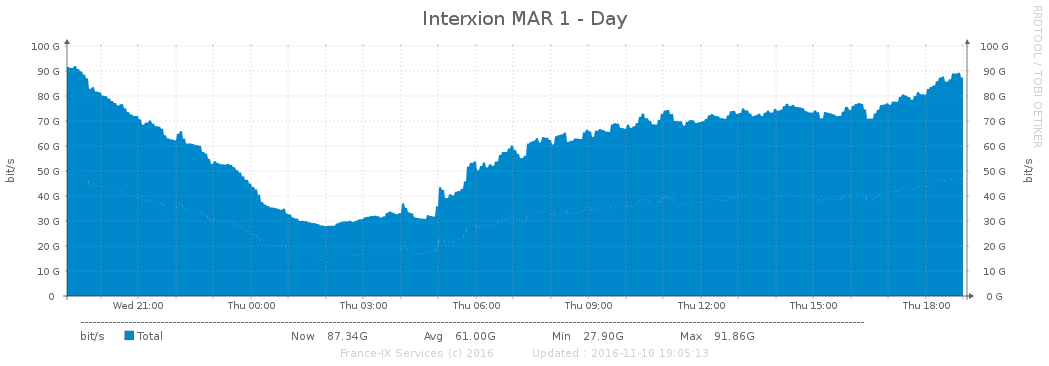 Interxion MAR 1 - Day
RRDTOOL / TOBI OETIKER
100 G 100 G
90 G 90 G
80 G 80 G
70 G 70 G
60 G 60 G
50 G 50 G
40 G 40 G
30 G 30 G
20 G 20 G
10 G 10 G
0 0 G
bit/s
bit/s
Wed 21:00 Thu 00:00 Thu 03:00 Thu 06:00 Thu 09:00 Thu 12:00 Thu 15:00 Thu 18:00
bit/s Total Now 87.34G Avg 61.00G Min 27.90G Max 91.86G
France-IX Services (c) 2016 Updated : 2016-11-10 19:05:13